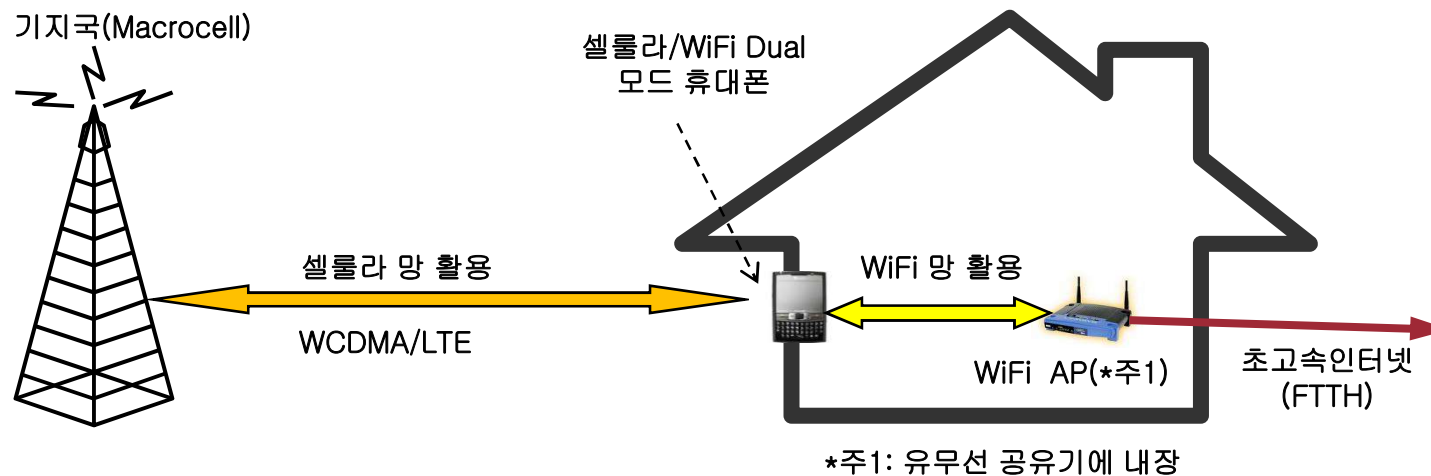 기지국(Macrocell)
셀룰라/WiFi Dual
모드 휴대폰
셀룰라 망 활용
WCDMA/LTE
WiFi 망 활용
WiFi AP(*주1)
초고속인터넷
(FTTH)
*주1: 유무선 공유기에 내장